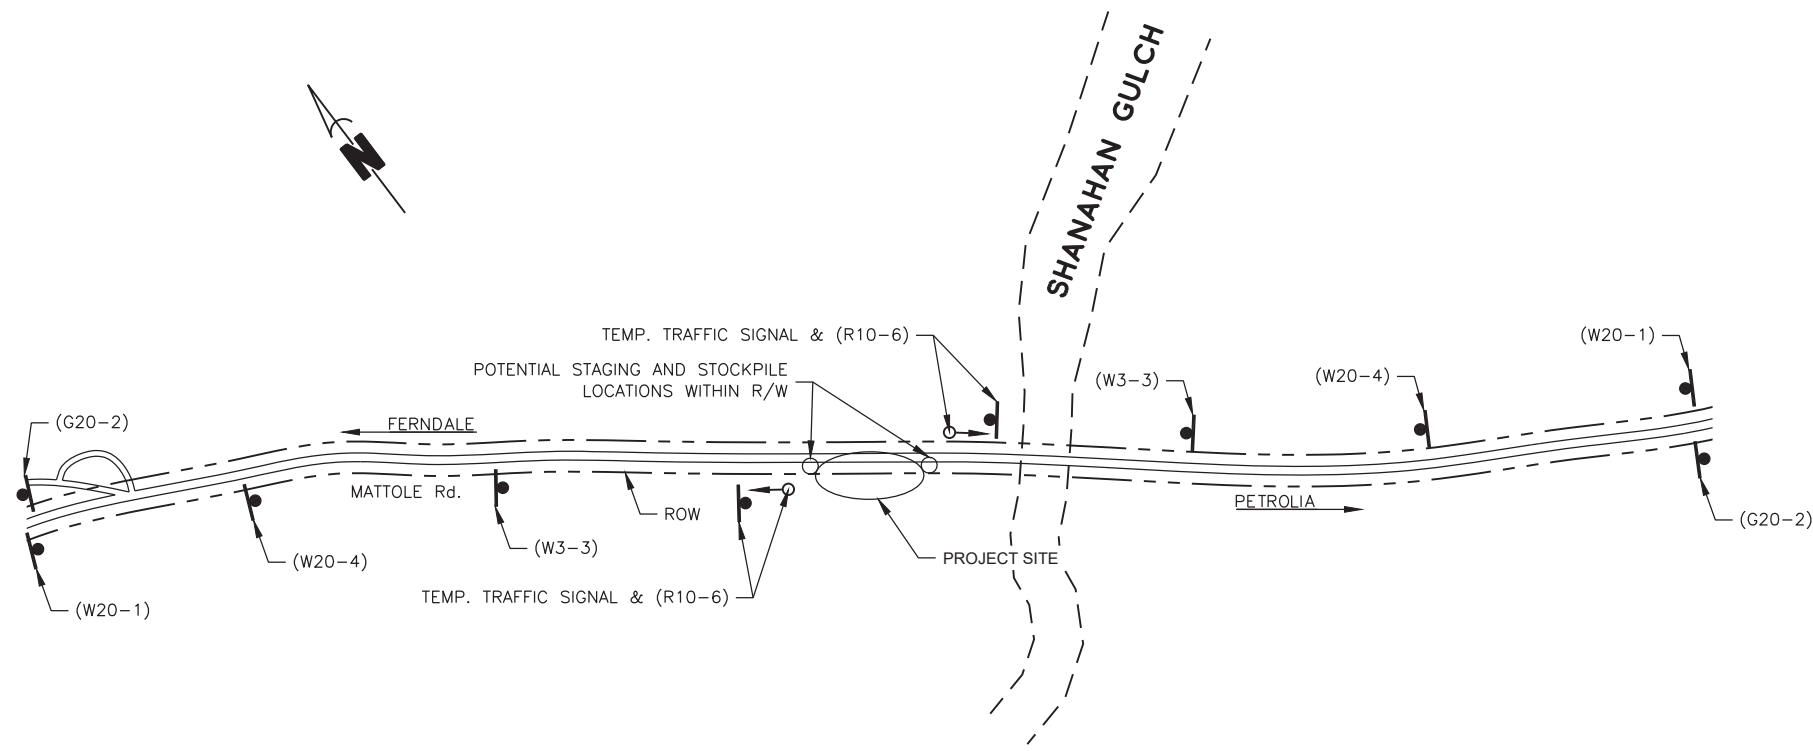 SHANAHAN GULCH
N
TEMP. TRAFFIC SIGNAL & (R10-6)
POTENTIAL STAGING AND STOCKPILE
LOCATIONS WITHIN R/W
(W20-1)
(W3-3)
(W20-4)
(G20-2)
FERNDALE
MATTOLE Rd.
ROW
PETROLIA
(G20-2)
(W3-3)
(W20-4)
PROJECT SITE
TEMP. TRAFFIC SIGNAL & (R10-6)
(W20-1)